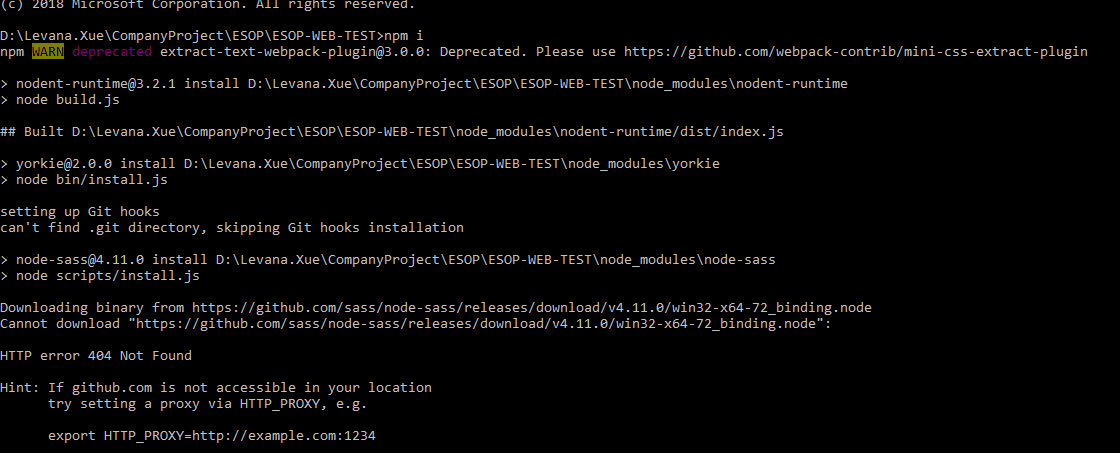 (c) 2018 Microsoft Corporation. All rights reserved.
D:\Levana.Xue\CompanyProject\ESOP\ESOP-WEB-TEST>npm i
npm WARN deprecated extract-text-webpack-plugin@3.0.0: Deprecated. Please use https://github.com/webpack-contrib/mini-css-extract-plugin
> nodent-runtime@3.2.1 install D:\Levana.Xue\CompanyProject\ESOP\ESOP-WEB-TEST\node_modules\nodent-runtime
> node build.js
## Built D:\Levana.Xue\CompanyProject\ESOP\ESOP-WEB-TEST\node_modules\nodent-runtime/dist/index.js
> yorkie@2.0.0 install D:\Levana.Xue\CompanyProject\ESOP\ESOP-WEB-TEST\node_modules\yorkie
> node bin/install.js
setting up Git hooks
can't find .git directory, skipping Git hooks installation
> node-sass@4.11.0 install D:\Levana.Xue\CompanyProject\ESOP\ESOP-WEB-TEST\node_modules\node-sass
> node scripts/install.js
Downloading binary from https://github.com/sass/node-sass/releases/download/v4.11.0/win32-x64-72_binding.node
Cannot download "https://github.com/sass/node-sass/releases/download/v4.11.0/win32-x64-72_binding.node":
HTTP error 404 Not Found
Hint: If github.com is not accessible in your location
try setting a proxy via HTTP_PROXY, e.g.
export HTTP_PROXY=http://example.com:1234